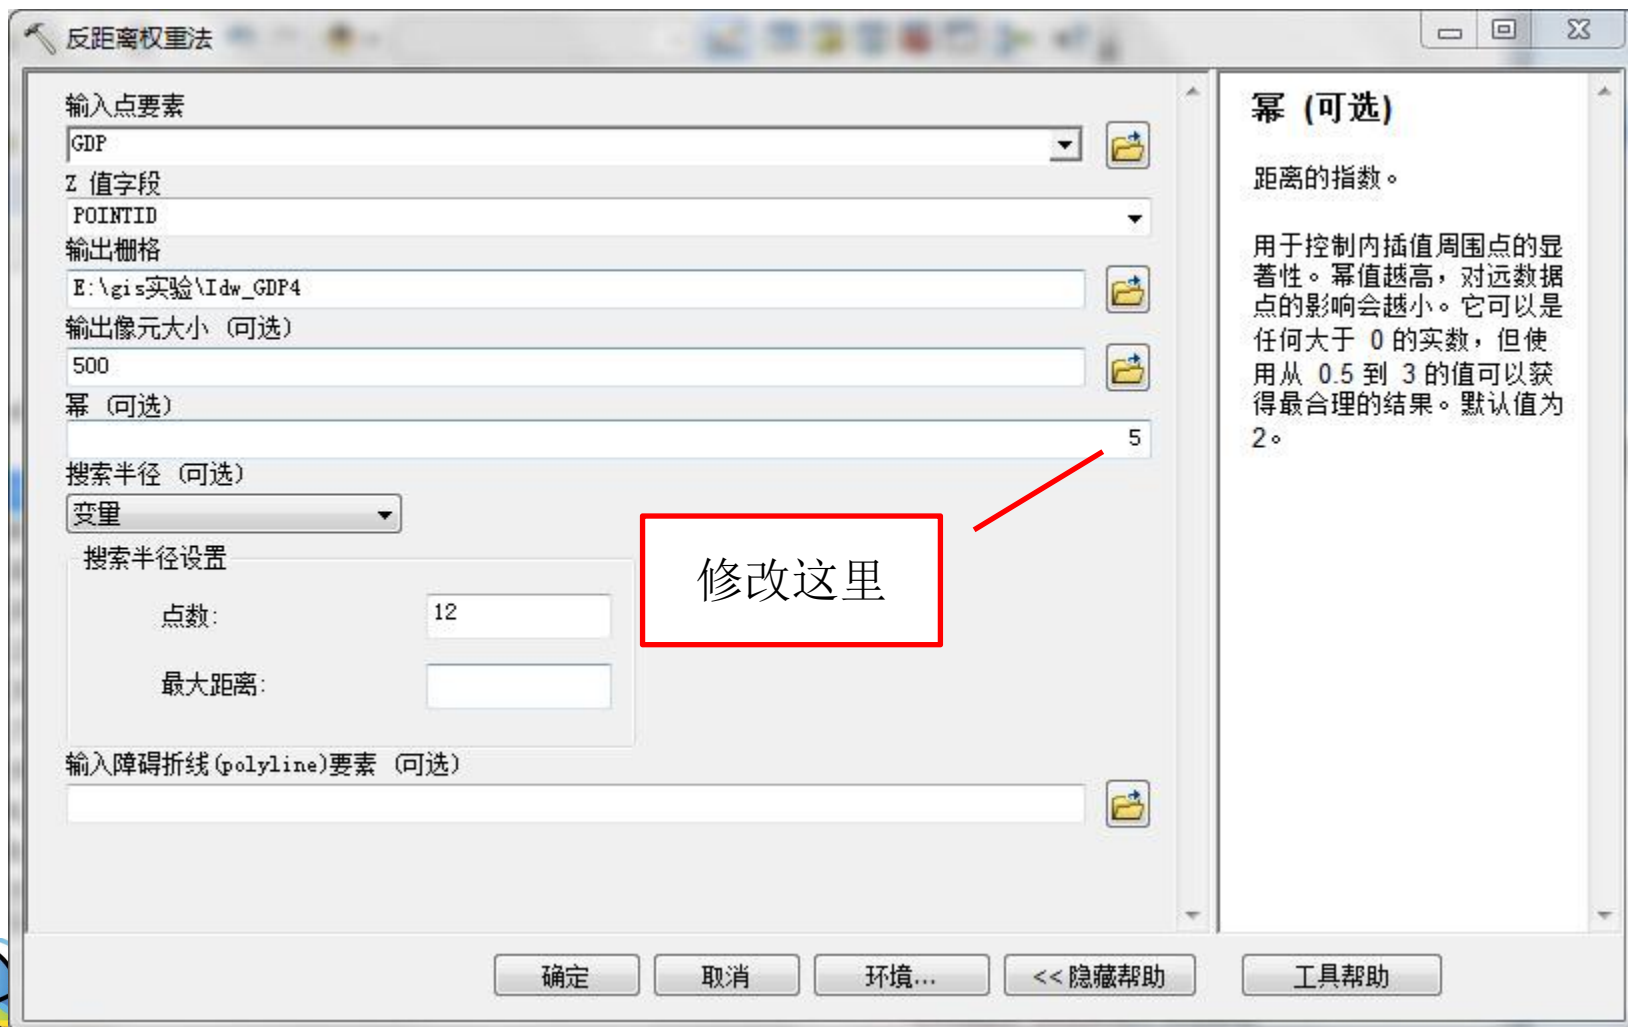 反距离权重法
输入点要素
GDP
Z 值字段
POINTID
输出栅格
E:\gis实验\Idw_GDP4
输出像元大小 (可选)
500
幂 (可选)
5
搜索半径 (可选)
变量
搜索半径设置
点数:
12
最大距离:
输入障碍折线(polyline)要素 (可选)
修改这里
确定
取消
环境...
<< 隐藏帮助
工具帮助
幂 (可选)
距离的指数。
用于控制内插值周围点的显
著性。幂值越高，对远数据
点的影响会越小。它可以是
任何大于 0 的实数，但使
用从 0.5 到 3 的值可以获
得最合理的结果。默认值为
2。